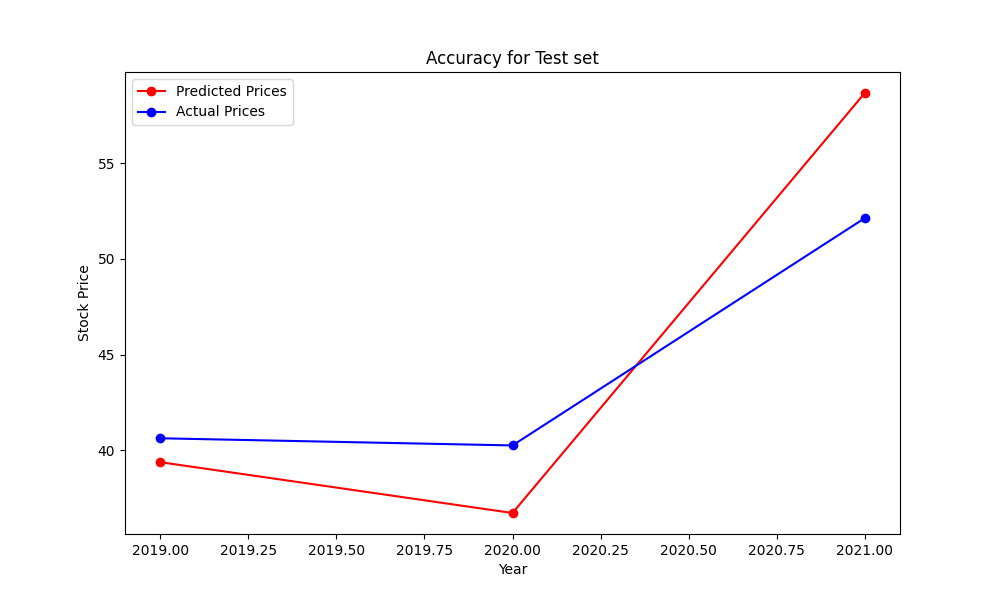 Accuracy for Test set
Predicted Prices
Actual Prices
55
50
45
40
Stock Price
2019.00 2019.25 2019.50 2019.75 2020.00 2020.25 2020.50 2020.75 2021.00
Year